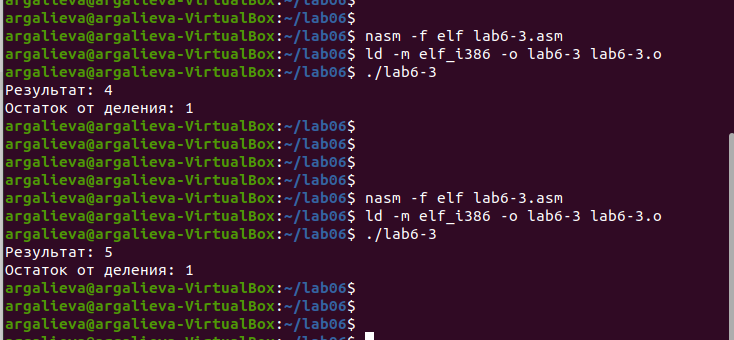 argalieva@argalieva-VirtualBox:~/lab06$
argalieva@argalieva-VirtualBox:~/lab06$
argalieva@argalieva-VirtualBox:~/lab06$ nasm -f elf lab6-3.asm
argalieva@argalieva-VirtualBox:~/lab06$ ld -m elf_i386 -o lab6-3 lab6-3.o
argalieva@argalieva-VirtualBox:~/lab06$ ./lab6-3
Результат: 4
Остаток от деления: 1
argalieva@argalieva-VirtualBox:~/lab06$
argalieva@argalieva-VirtualBox:~/lab06$
argalieva@argalieva-VirtualBox:~/lab06$
argalieva@argalieva-VirtualBox:~/lab06$
argalieva@argalieva-VirtualBox:~/lab06$ nasm -f elf lab6-3.asm
argalieva@argalieva-VirtualBox:~/lab06$ ld -m elf_i386 -o lab6-3 lab6-3.o
argalieva@argalieva-VirtualBox:~/lab06$ ./lab6-3
Результат: 5
Остаток от деления: 1
argalieva@argalieva-VirtualBox:~/lab06$
argalieva@argalieva-VirtualBox:~/lab06$
argalieva@argalieva-VirtualBox:~/lab06$
argalieva@argalieva-VirtualBox:~/lab06$